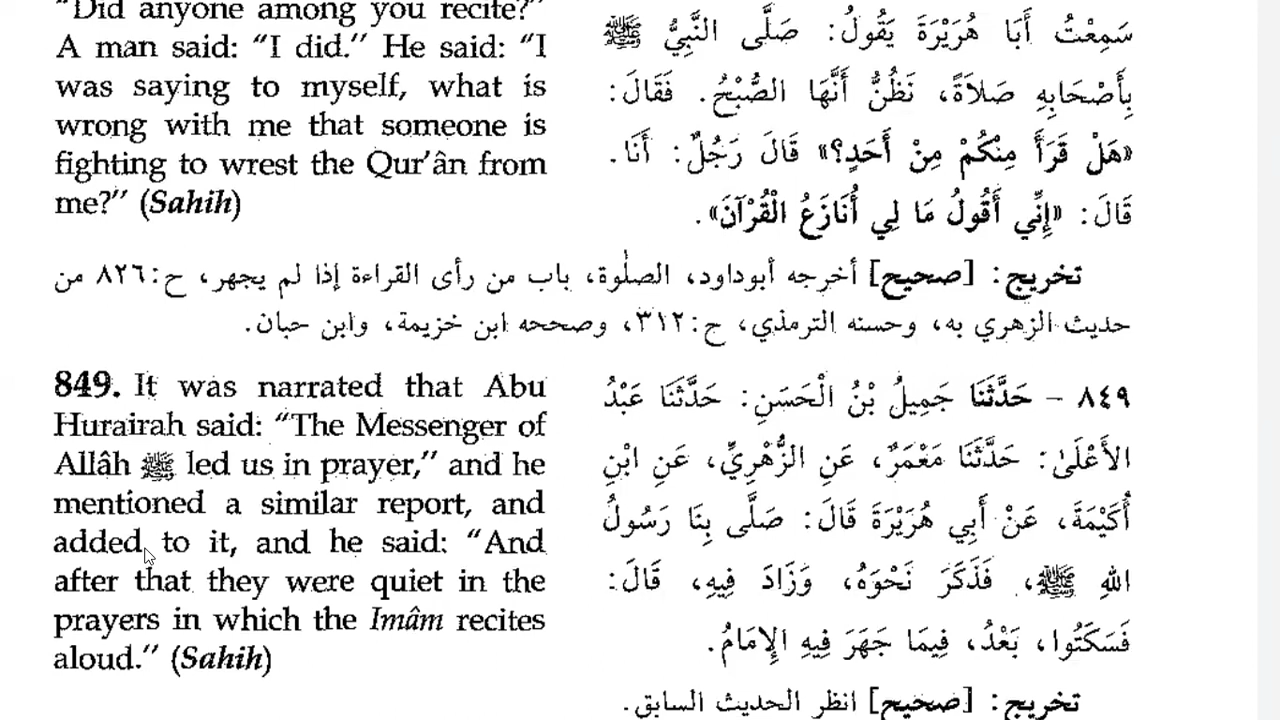 “Did anyone among you recite?”
A man said: “I did.” He said: “I
was saying to myself, what is
wrong with me that someone is
fighting to wrest the Qur’ân from
me?” (Sahih)
سَمِعْتُ أَبَا هُرَيْرَةَ يَقُولُ: صَلَّى النَّبِيُّ ﷺ
بِأَصْحَابِهِ صَلاَةً، نَظُنُّ أَنَّهَا الصُّبْحُ. فَقَالَ:
«هَلْ قَرَأَ مِنْكُمْ مِنْ أَحَدٍ؟» قَالَ رَجُلٌ: أَنَا.
قَالَ: «إِنِّي أَقُولُ مَا لِي أُنَازَعُ الْقُرْآنَ».
تخريج: [صحيح] أخرجه أبوداود، الصلٰوة، باب من رأى القراءة إذا لم يجهر، ح:٨٢٦ من
حديث الزهري به، وحسنه الترمذي، ح:٣١٢، وصححه ابن خزيمة، وابن حبان.
849. It was narrated that Abu
Hurairah said: “The Messenger of
Allâh ﷺ led us in prayer,” and he
mentioned a similar report, and
added to it, and he said: “And
after that they were quiet in the
prayers in which the Imâm recites
aloud.” (Sahih)
٨٤٩ – حَدَّثَنَا جَمِيلُ بْنُ الْحَسَنِ: حَدَّثَنَا عَبْدُ
الأَعْلَىٰ: حَدَّثَنَا مَعْمَرٌ، عَنِ الزُّهْرِيِّ، عَنِ ابْنِ
أُكَيْمَةَ، عَنْ أَبِي هُرَيْرَةَ قَالَ: صَلَّى بِنَا رَسُولُ
اللهِ ﷺ، فَذَكَرَ نَحْوَهُ، وَزَادَ فِيهِ، قَالَ:
فَسَكَتُوا، بَعْدُ، فِيمَا جَهَرَ فِيهِ الإِمَامُ.
تخريج: [صحيح] انظر الحديث السابق.